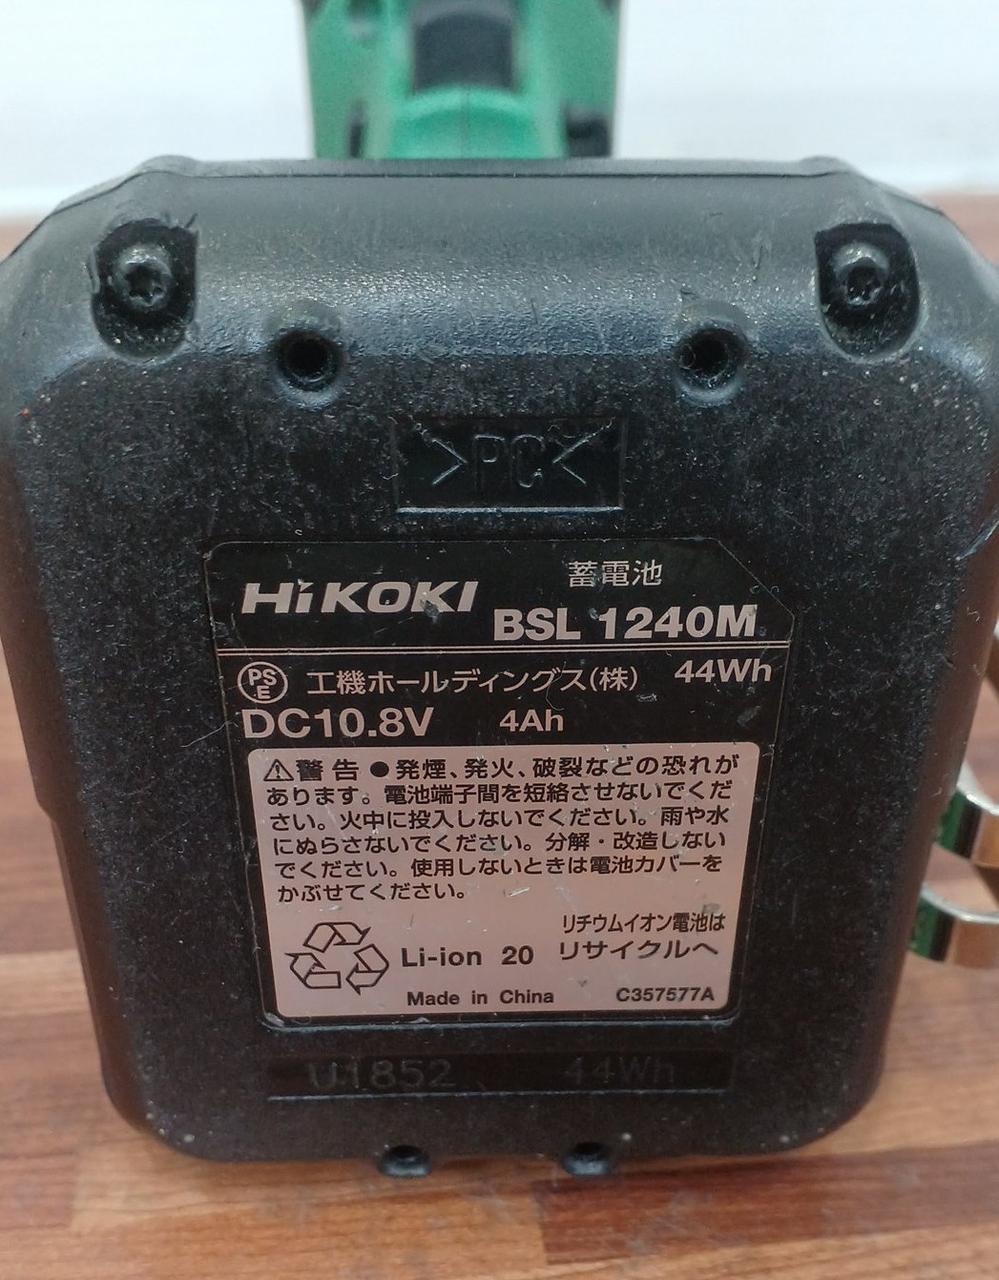 >PC<
HiKOKI
蓄電池
BSL 1240M
PSE 工機ホールディングス(株) 44Wh
DC10.8V 4Ah
⚠警告 ●発煙、発火、破裂などの恐れが
あります。電池端子間を短絡させないでくだ
さい。火中に投入しないでください。雨や水
にぬらさないでください。分解・改造しない
でください。使用しないときは電池カバーを
かぶせてください。
リチウムイオン電池は
Li-ion 20 リサイクルへ
Made in China C357577A
U1852 44Wh